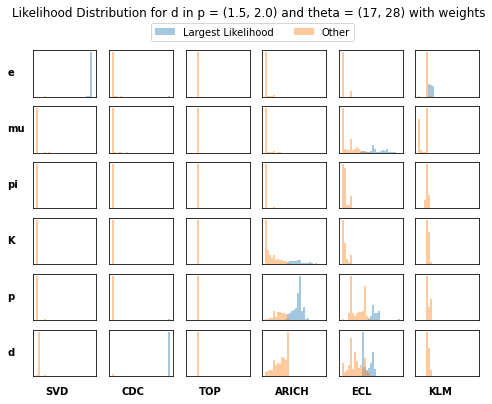 Likelihood Distribution for d in p = (1.5, 2.0) and theta = (17, 28) with weights
Largest Likelihood Other
e
mu
pi
K
p
d
SVD CDC TOP ARICH ECL KLM